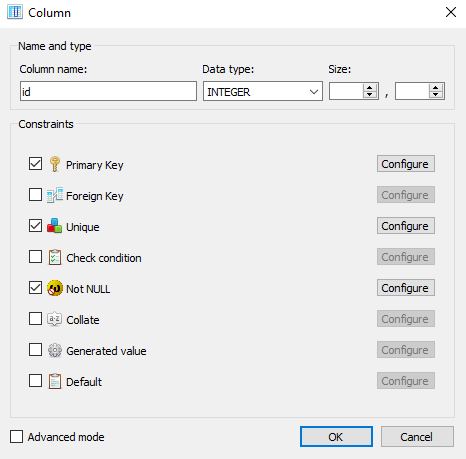 Column
Name and type
Column name: Data type: Size:
id INTEGER ,
Constraints
Primary Key Configure
Foreign Key Configure
Unique Configure
Check condition Configure
Not NULL Configure
a-z Collate Configure
Generated value Configure
Default Configure
Advanced mode OK Cancel